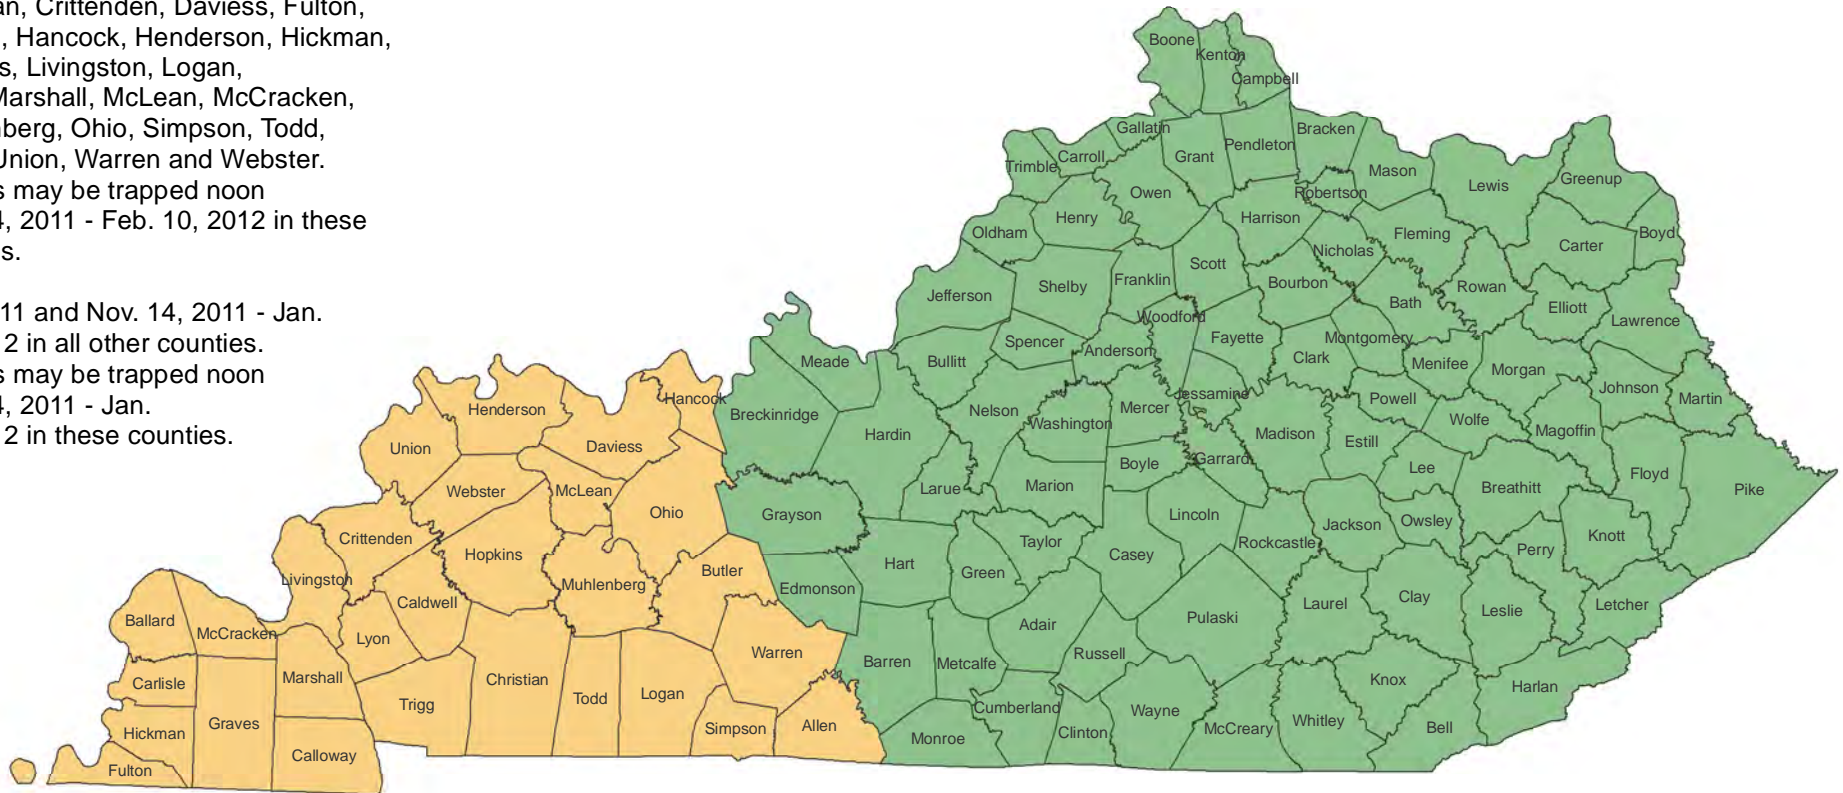 an, Crittenden, Daviess, Fulton,
, Hancock, Henderson, Hickman,
s, Livingston, Logan,
Marshall, McLean, McCracken,
nberg, Ohio, Simpson, Todd,
Union, Warren and Webster.
s may be trapped noon
4, 2011 - Feb. 10, 2012 in these
s.
11 and Nov. 14, 2011 - Jan.
2 in all other counties.
s may be trapped noon
4, 2011 - Jan.
2 in these counties.
Boone
Kenton
Campbell
Gallatin
Bracken
Pendleton
Grant
Carroll
Trimble
Mason
Lewis
Greenup
Owen
Robertson
Henry
Harrison
Oldham
Fleming
Boyd
Carter
Nicholas
Scott
Franklin
Shelby
Bourbon
Rowan
Jefferson
Bath
Elliott
Woodford
Lawrence
Fayette
Montgomery
Spencer
Anderson
Clark
Bullitt
Meade
Menifee
Morgan
Johnson
Martin
Jessamine
Powell
Hancock
Henderson
Breckinridge
Nelson
Mercer
Washington
Wolfe
Magoffin
Hardin
Madison
Estill
Union
Daviess
Boyle
Garrard
Lee
Floyd
Webster
McLean
Larue
Marion
Breathitt
Pike
Ohio
Grayson
Lincoln
Jackson
Owsley
Crittenden
Taylor
Rockcastle
Knott
Perry
Hopkins
Casey
Hart
Green
Butler
Livingston
Muhlenberg
Edmonson
Caldwell
Laurel
Clay
Leslie
Letcher
Ballard
McCracken
Lyon
Adair
Pulaski
Warren
Barren
Metcalfe
Russell
Carlisle
Marshall
Christian
Knox
Harlan
Todd
Logan
Trigg
Cumberland
Wayne
Graves
Hickman
Simpson
Allen
Monroe
Clinton
McCreary
Whitley
Bell
Calloway
Fulton